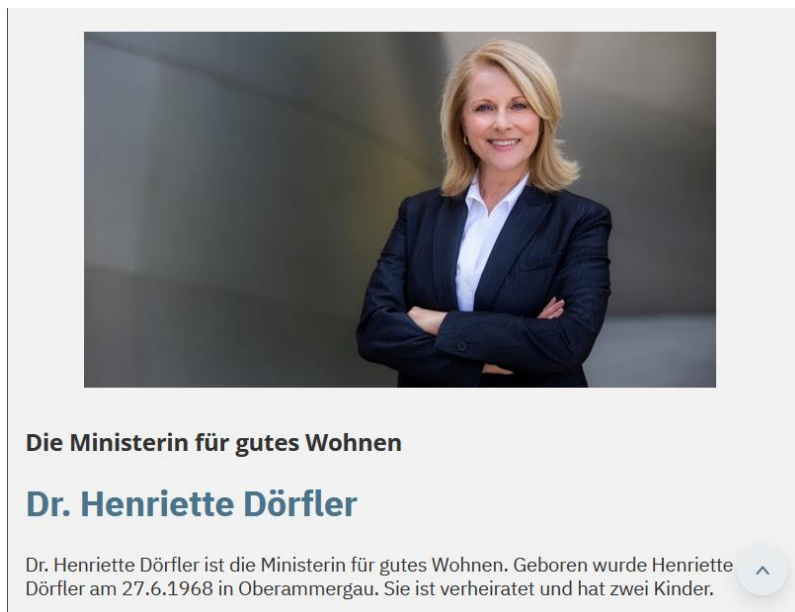 Die Ministerin für gutes Wohnen
Dr. Henriette Dörfler
Dr. Henriette Dörfler ist die Ministerin für gutes Wohnen. Geboren wurde Henriette
Dörfler am 27.6.1968 in Oberammergau. Sie ist verheiratet und hat zwei Kinder.